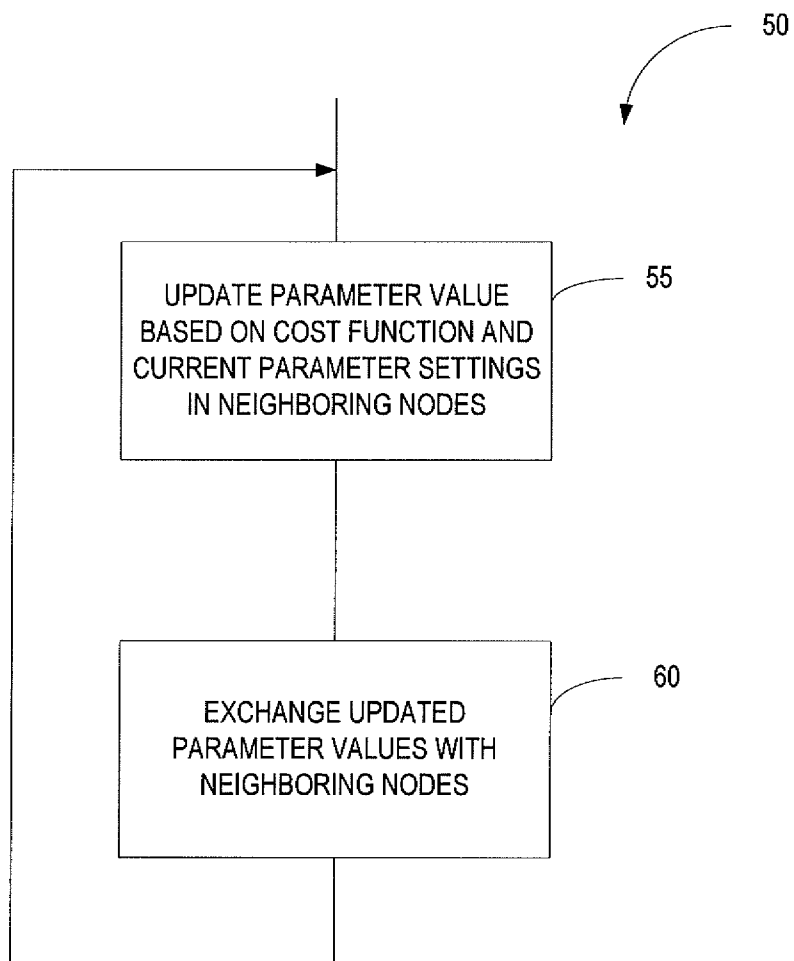 50
UPDATE PARAMETER VALUE
BASED ON COST FUNCTION AND
CURRENT PARAMETER SETTINGS
IN NEIGHBORING NODES
55
EXCHANGE UPDATED
PARAMETER VALUES WITH
NEIGHBORING NODES
60